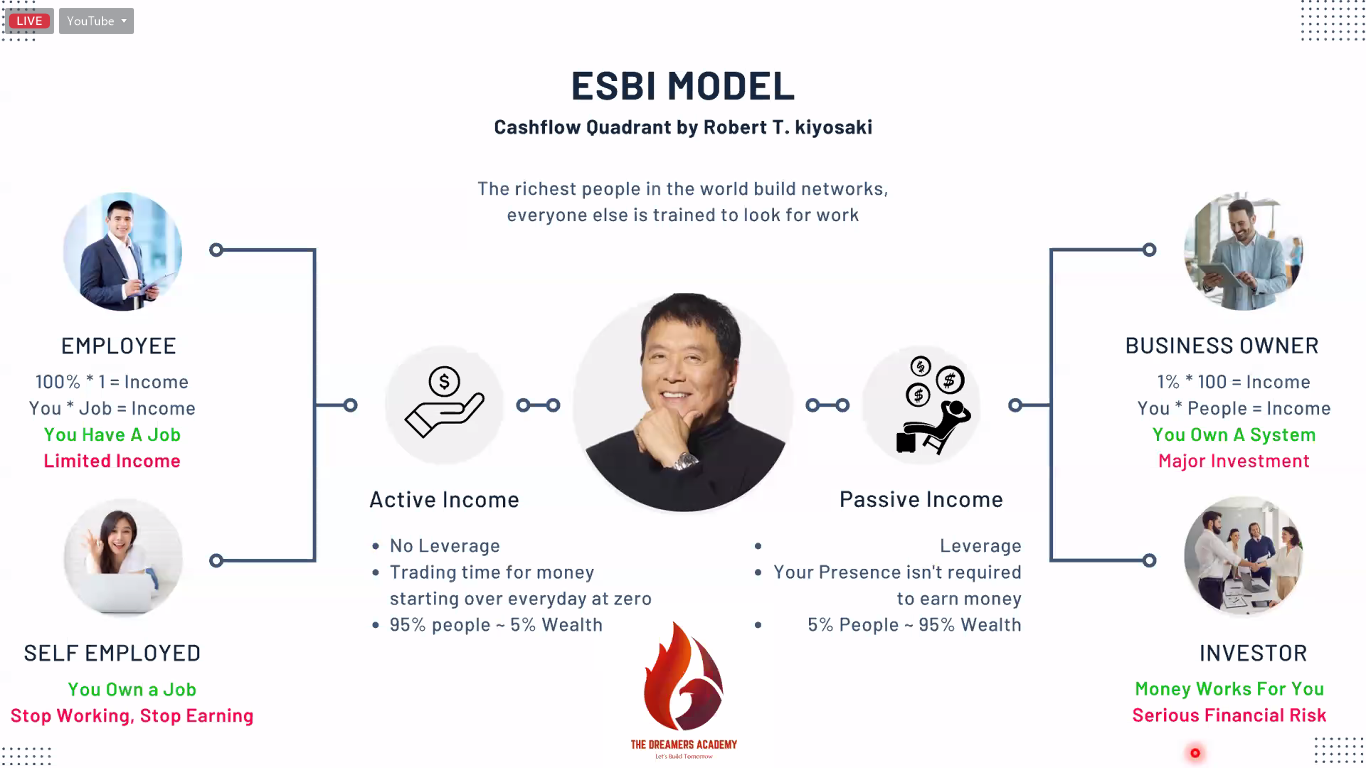 LIVE
YouTube
ESBI MODEL
Cashflow Quadrant by Robert T. kiyosaki
The richest people in the world build networks,
everyone else is trained to look for work
EMPLOYEE
100% * 1 = Income
You * Job = Income
You Have A Job
Limited Income
SELF EMPLOYED
You Own a Job
Stop Working, Stop Earning
Active Income
• No Leverage
• Trading time for money
starting over everyday at zero
• 95% people ~ 5% Wealth
Passive Income
• Leverage
• Your Presence isn't required
to earn money
• 5% People ~ 95% Wealth
BUSINESS OWNER
1% * 100 = Income
You * People = Income
You Own A System
Major Investment
INVESTOR
Money Works For You
Serious Financial Risk
THE DREAMERS ACADEMY
Let's Build Tomorrow